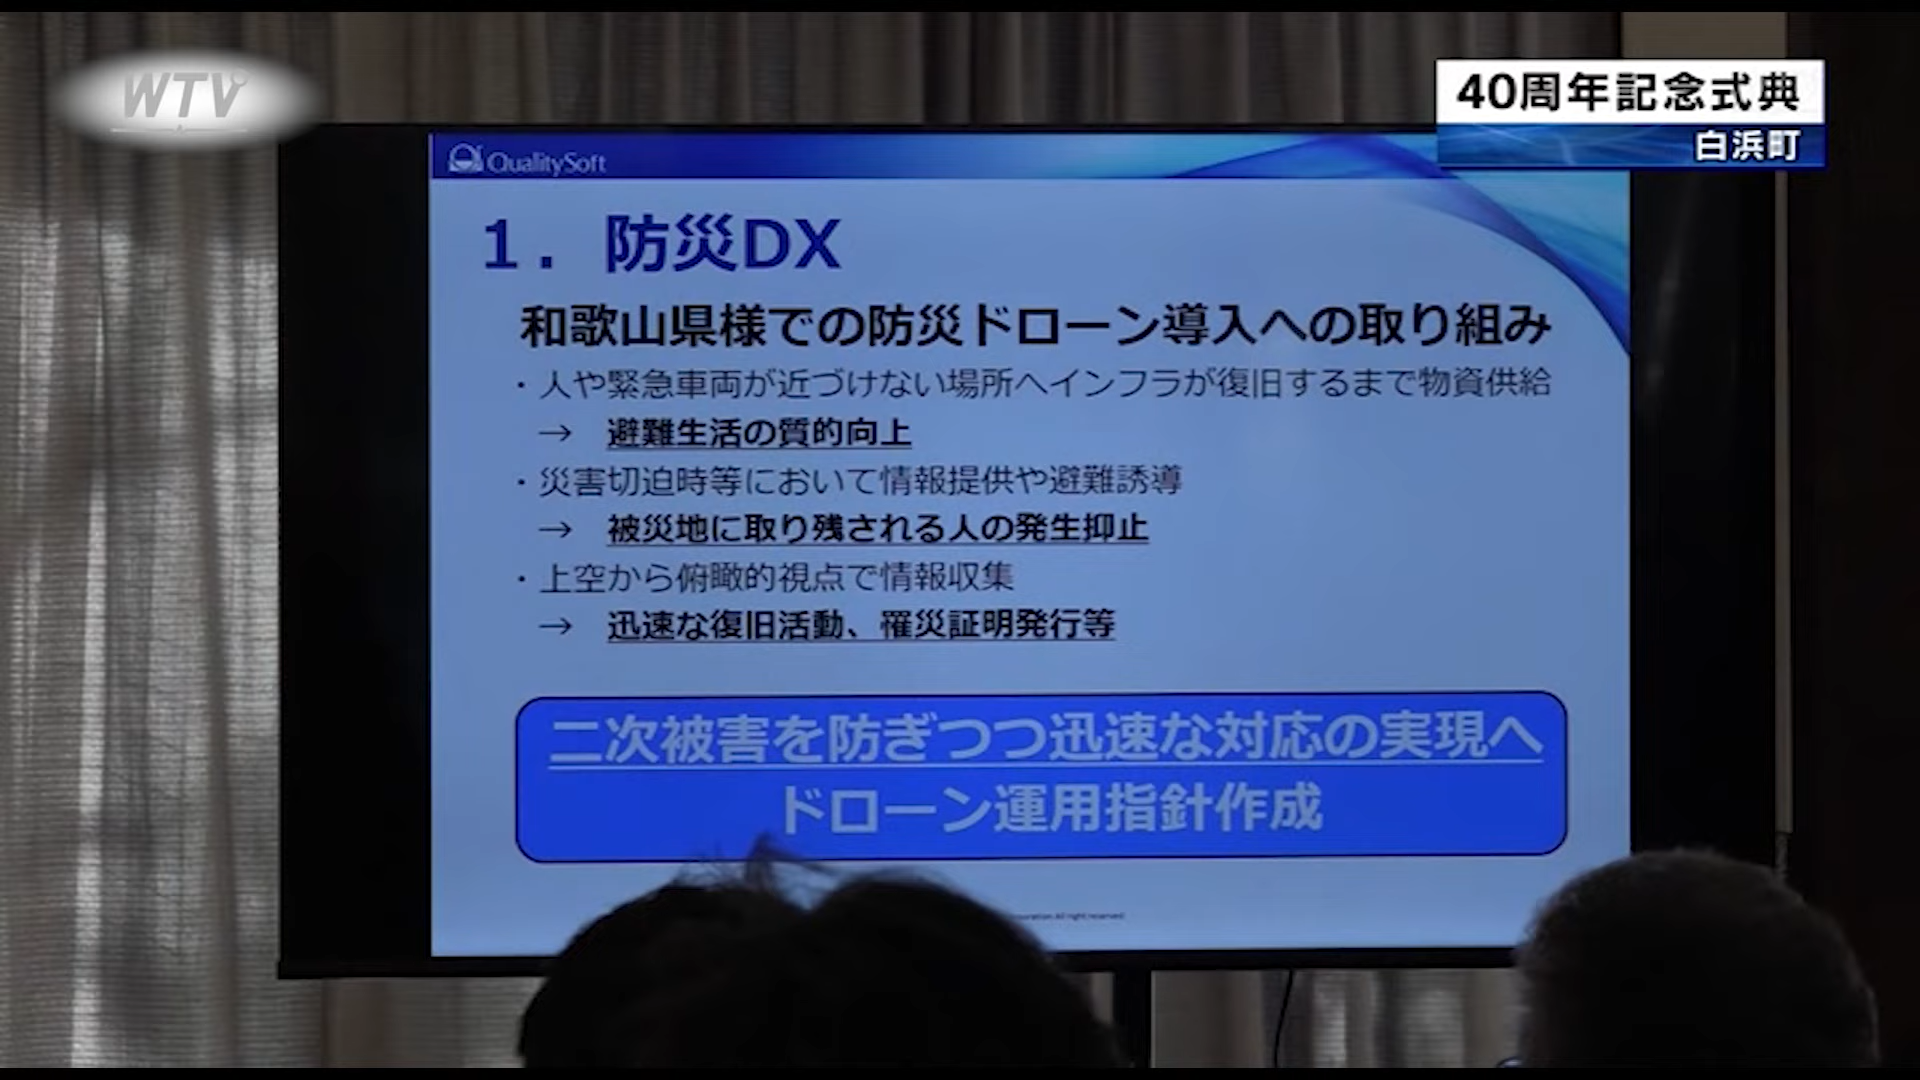 WTV
40周年記念式典
白浜町
QualitySoft
1．防災DX
和歌山県様での防災ドローン導入への取り組み
・人や緊急車両が近づけない場所へインフラが復旧するまで物資供給
→ 避難生活の質的向上
・災害切迫時等において情報提供や避難誘導
→ 被災地に取り残される人の発生抑止
・上空から俯瞰的視点で情報収集
→ 迅速な復旧活動、罹災証明発行等
二次被害を防ぎつつ迅速な対応の実現へ
ドローン運用指針作成
All right reserved